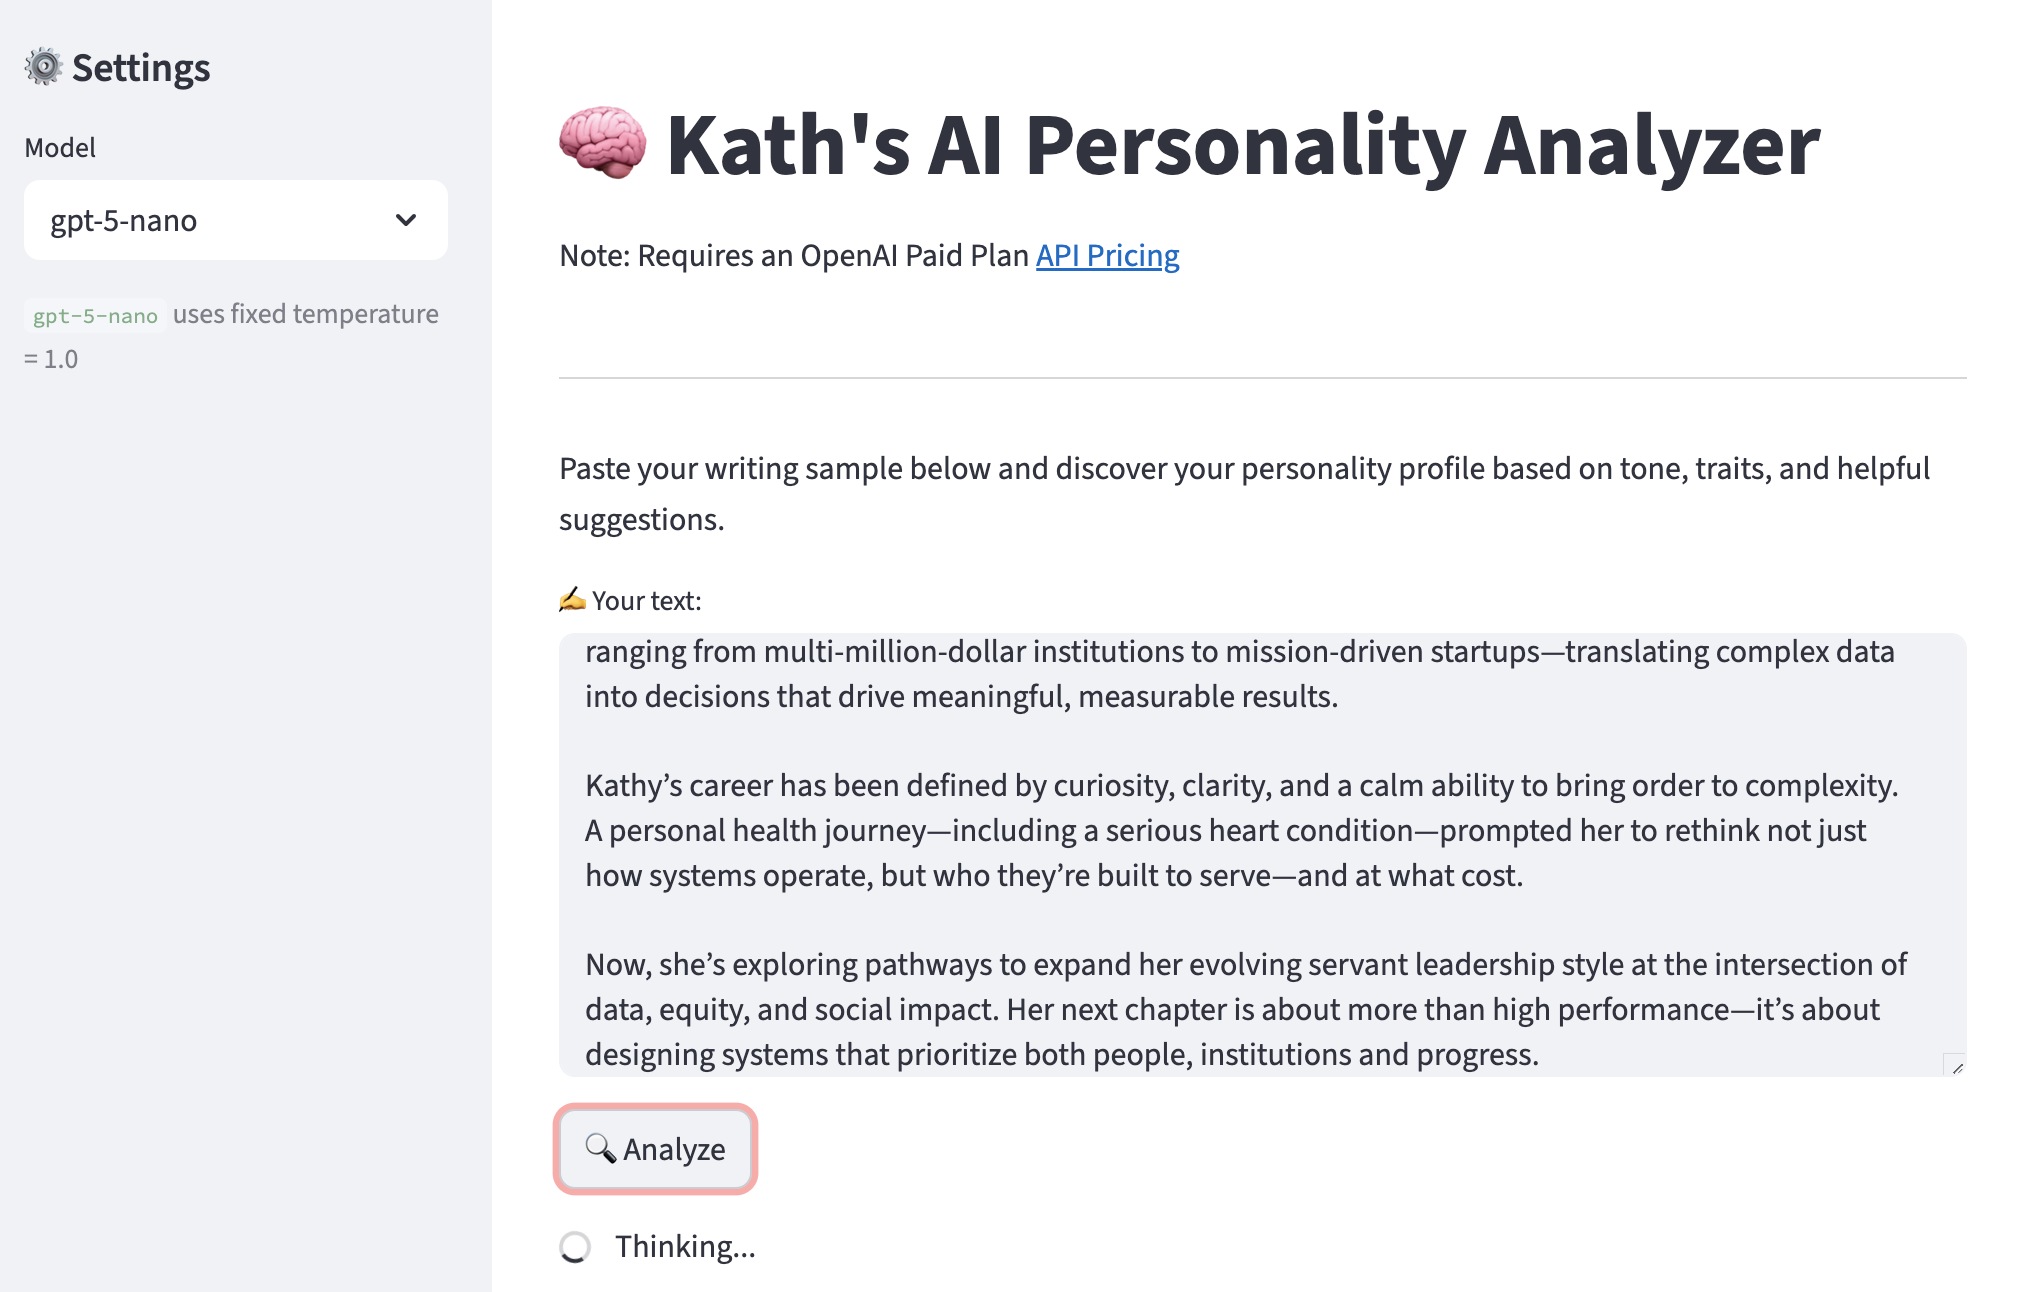 Settings
Model
gpt-5-nano
gpt-5-nano uses fixed temperature
= 1.0
Kath's AI Personality Analyzer
Note: Requires an OpenAI Paid Plan API Pricing
Paste your writing sample below and discover your personality profile based on tone, traits, and helpful
suggestions.
Your text:
ranging from multi-million-dollar institutions to mission-driven startups—translating complex data
into decisions that drive meaningful, measurable results.
Kathy’s career has been defined by curiosity, clarity, and a calm ability to bring order to complexity.
A personal health journey—including a serious heart condition—prompted her to rethink not just
how systems operate, but who they’re built to serve—and at what cost.
Now, she’s exploring pathways to expand her evolving servant leadership style at the intersection of
data, equity, and social impact. Her next chapter is about more than high performance—it’s about
designing systems that prioritize both people, institutions and progress.
Analyze
Thinking...